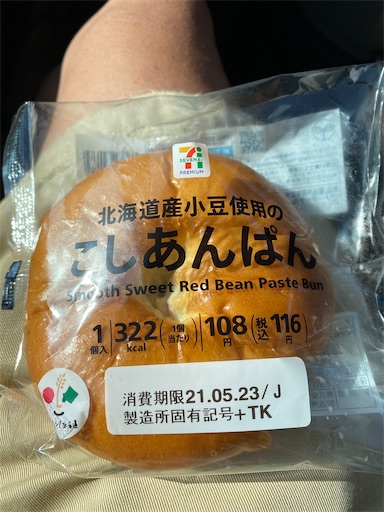 7
SEVEN & i
PREMIUM
北海道産小豆使用の
こしあんぱん
Smooth Sweet Red Bean Paste Bun
1個入 322kcal (1個当たり) 108円 (税込116円)
消費期限21.05.23/J
製造所固有記号+TK